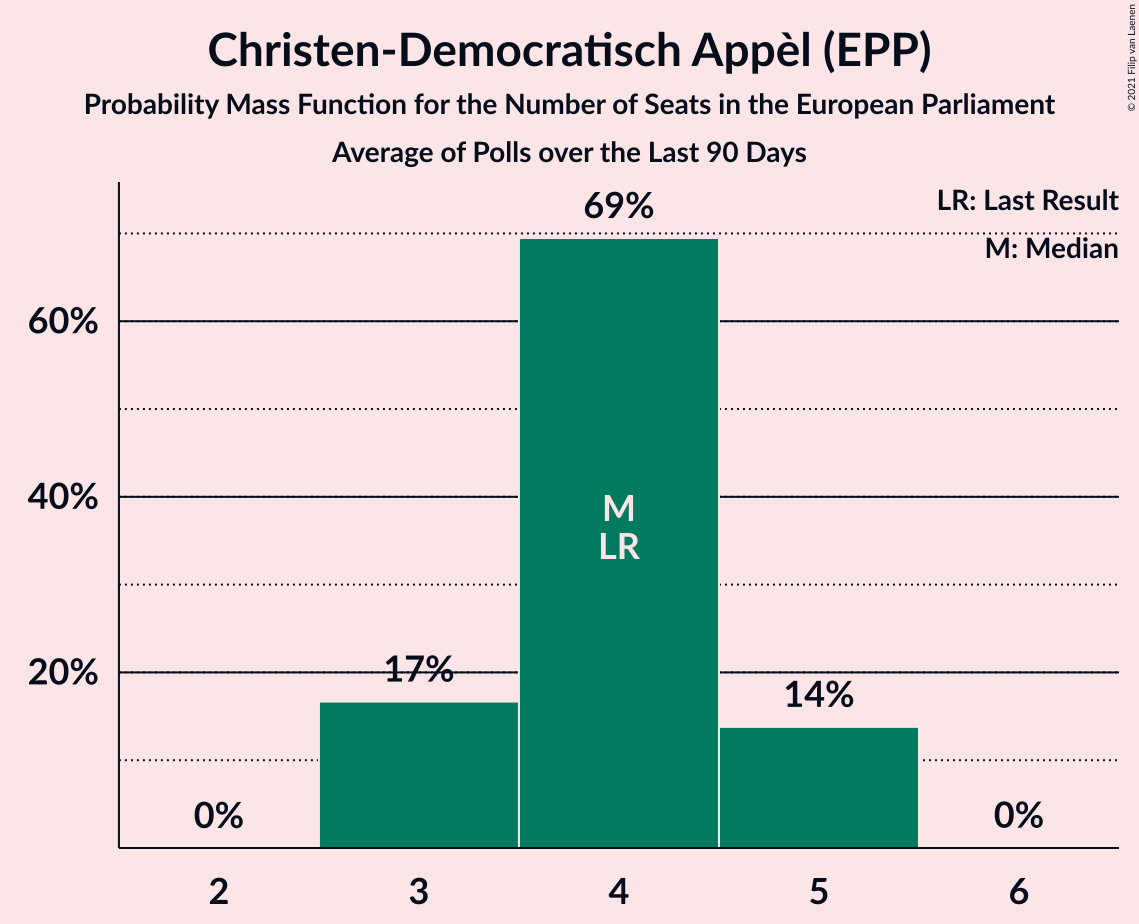 Christen-Democratisch Appèl (EPP)
Probability Mass Function for the Number of Seats in the European Parliament
Average of Polls over the Last 90 Days
© 2021 Filip van Laenen
LR: Last Result
M: Median
69%
60%
40%
M
LR
20%
17%
14%
0%
0%
2
3
4
5
6